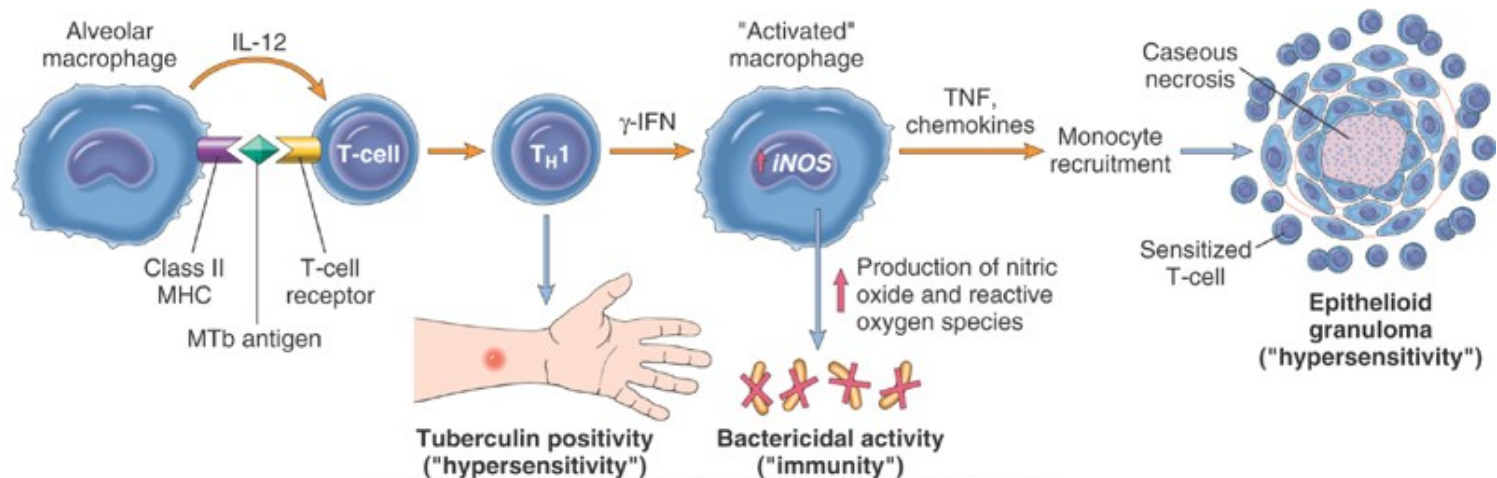 Alveolar
macrophage
IL-12
T-cell
Class II
MHC
MTb antigen
T-cell
receptor
TH1
γ-IFN
"Activated"
macrophage
iNOS
TNF,
chemokines
Monocyte
recruitment
Caseous
necrosis
Sensitized
T-cell
Epithelioid
granuloma
("hypersensitivity")
Production of nitric
oxide and reactive
oxygen species
Tuberculin positivity
("hypersensitivity")
Bactericidal activity
("immunity")